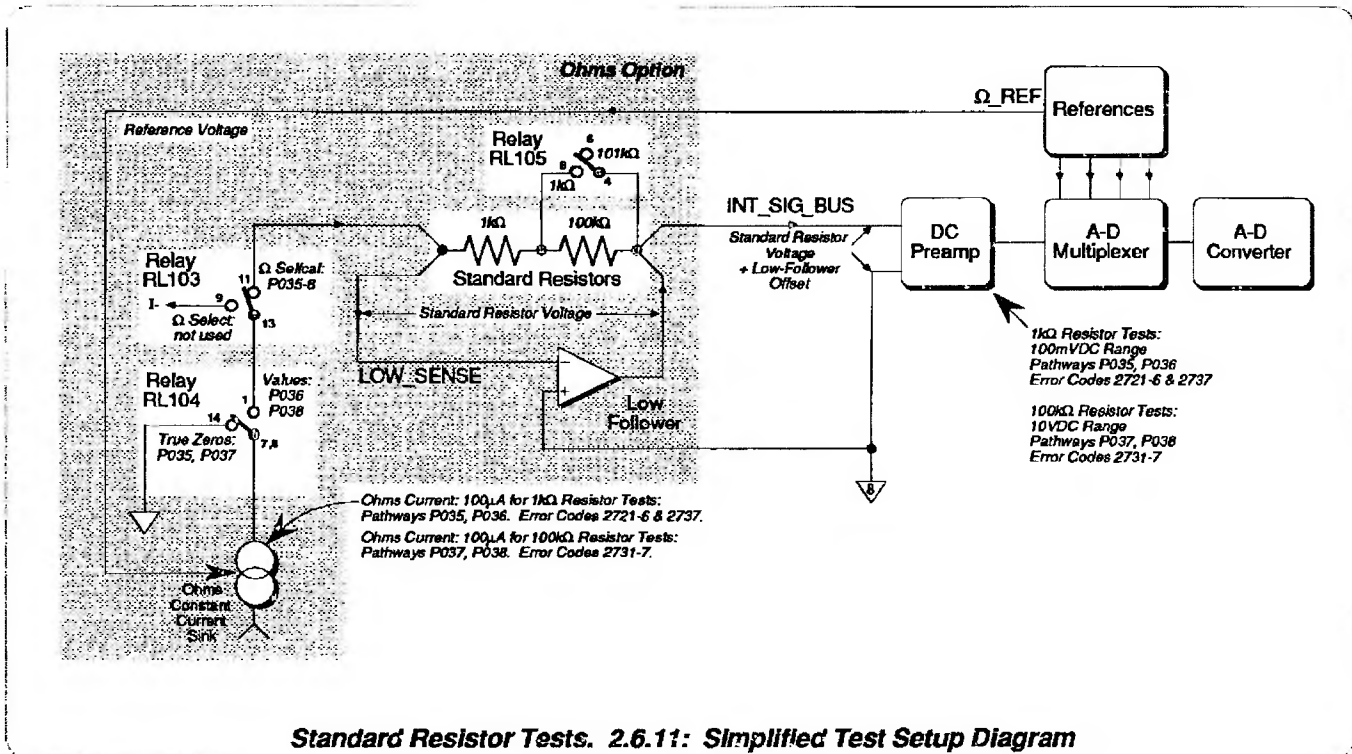 Ohms Option
Ω_REF
References
Reference Voltage
Relay
RL105
6
101kΩ
8
4
1kΩ
INT_SIG_BUS
Standard Resistor
Voltage
+ Low-Follower
Offset
DC
Preamp
A-D
Multiplexer
A-D
Converter
1kΩ
100kΩ
Standard Resistors
Relay
RL103
11
Ω Selfcal:
P035-8
9
I-
13
Ω Select:
not used
Standard Resistor Voltage
LOW_SENSE
-
+
Low
Follower
Relay
RL104
Values:
P036
P038
1
14
7,8
True Zeros:
P035, P037
1kΩ Resistor Tests:
100mVDC Range
Pathways P035, P036
Error Codes 2721-6 & 2737
100kΩ Resistor Tests:
10VDC Range
Pathways P037, P038
Error Codes 2731-7
8
Ohms Current: 100µA for 1kΩ Resistor Tests:
Pathways P035, P036. Error Codes 2721-6 & 2737.
Ohms Current: 100µA for 100kΩ Resistor Tests:
Pathways P037, P038. Error Codes 2731-7.
Ohms
Constant
Current
Sink
Standard Resistor Tests. 2.6.11: Simplified Test Setup Diagram